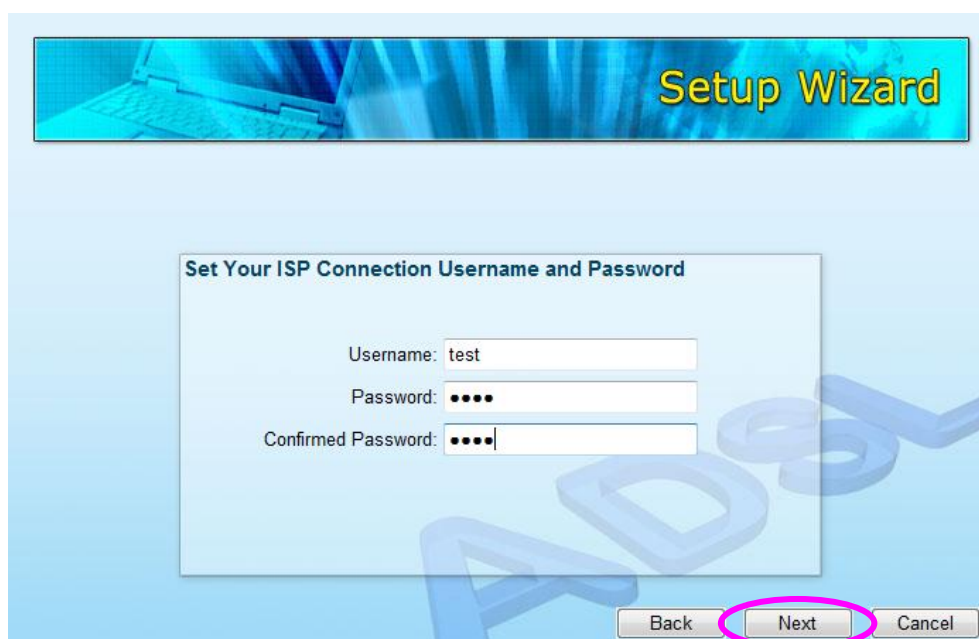 Setup Wizard
Set Your ISP Connection Username and Password
Username: test
Password: ••••
Confirmed Password: ••••
ADSL
Back Next Cancel